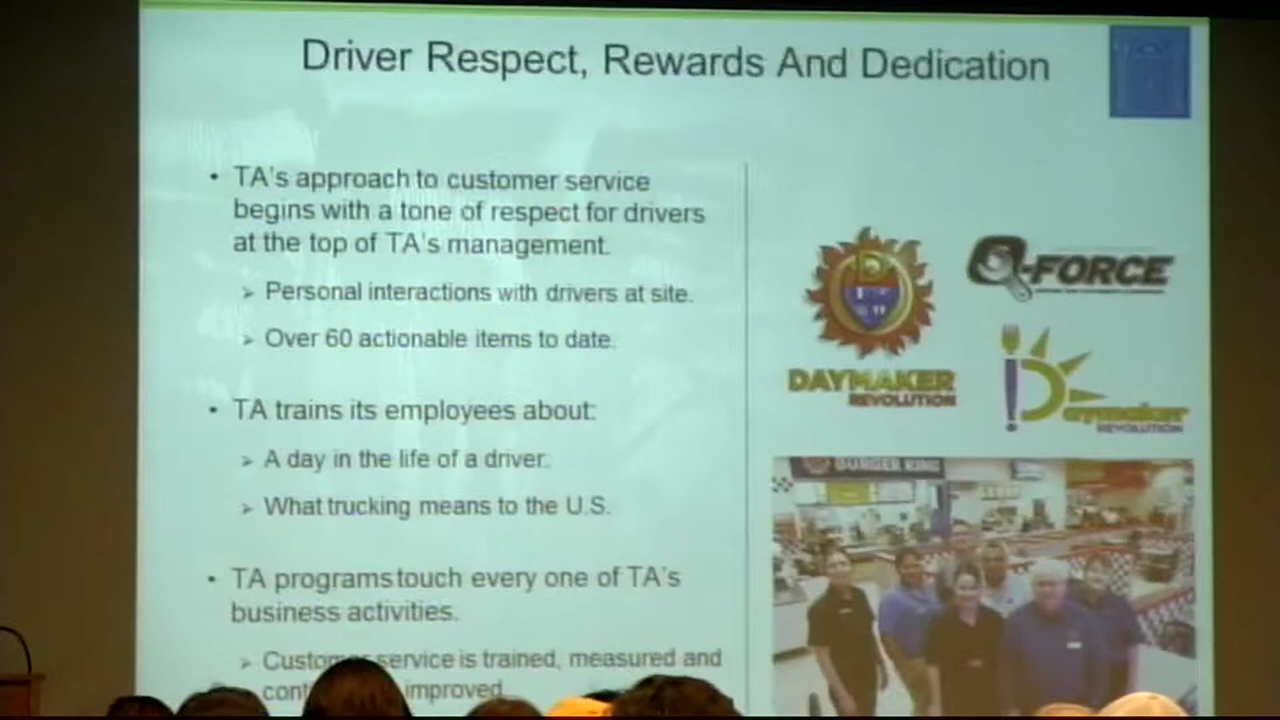 Driver Respect, Rewards And Dedication
• TA's approach to customer service
begins with a tone of respect for drivers
at the top of TA's management.
➢ Personal interactions with drivers at site.
➢ Over 60 actionable items to date.
• TA trains its employees about:
➢ A day in the life of a driver.
➢ What trucking means to the U.S.
• TA programs touch every one of TA's
business activities.
➢ service is trained, measured and
improved.
Q-FORCE
DAYMAKER
REVOLUTION
Daymaker
REVOLUTION
BURGER KING